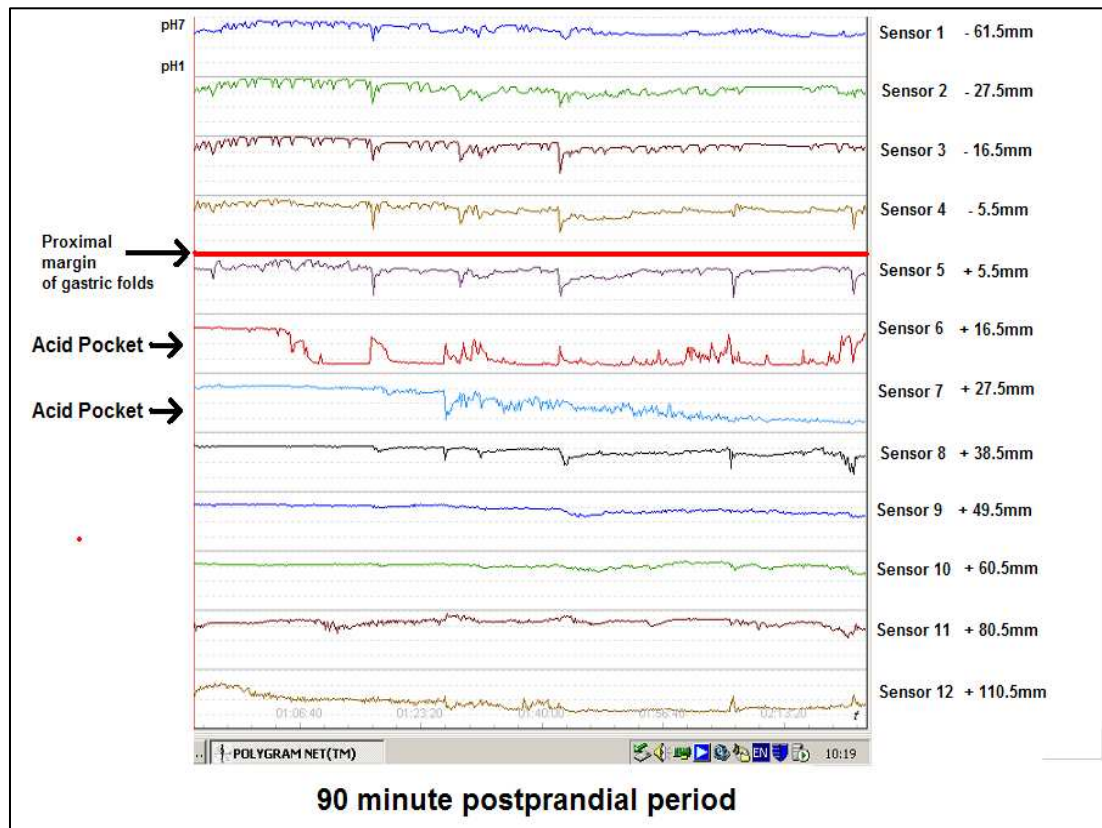 pH7
Sensor 1 - 61.5mm
pH1
Sensor 2 - 27.5mm
Sensor 3 - 16.5mm
Sensor 4 - 5.5mm
Proximal
margin
of gastric folds
Sensor 5 + 5.5mm
Acid Pocket
Sensor 6 + 16.5mm
Acid Pocket
Sensor 7 + 27.5mm
Sensor 8 + 38.5mm
Sensor 9 + 49.5mm
Sensor 10 + 60.5mm
Sensor 11 + 80.5mm
Sensor 12 + 110.5mm
01:06:40 01:23:20 01:40:00 01:56:40 02:13:20 t
.. POLYGRAM NET(TM) EN 10:19
90 minute postprandial period